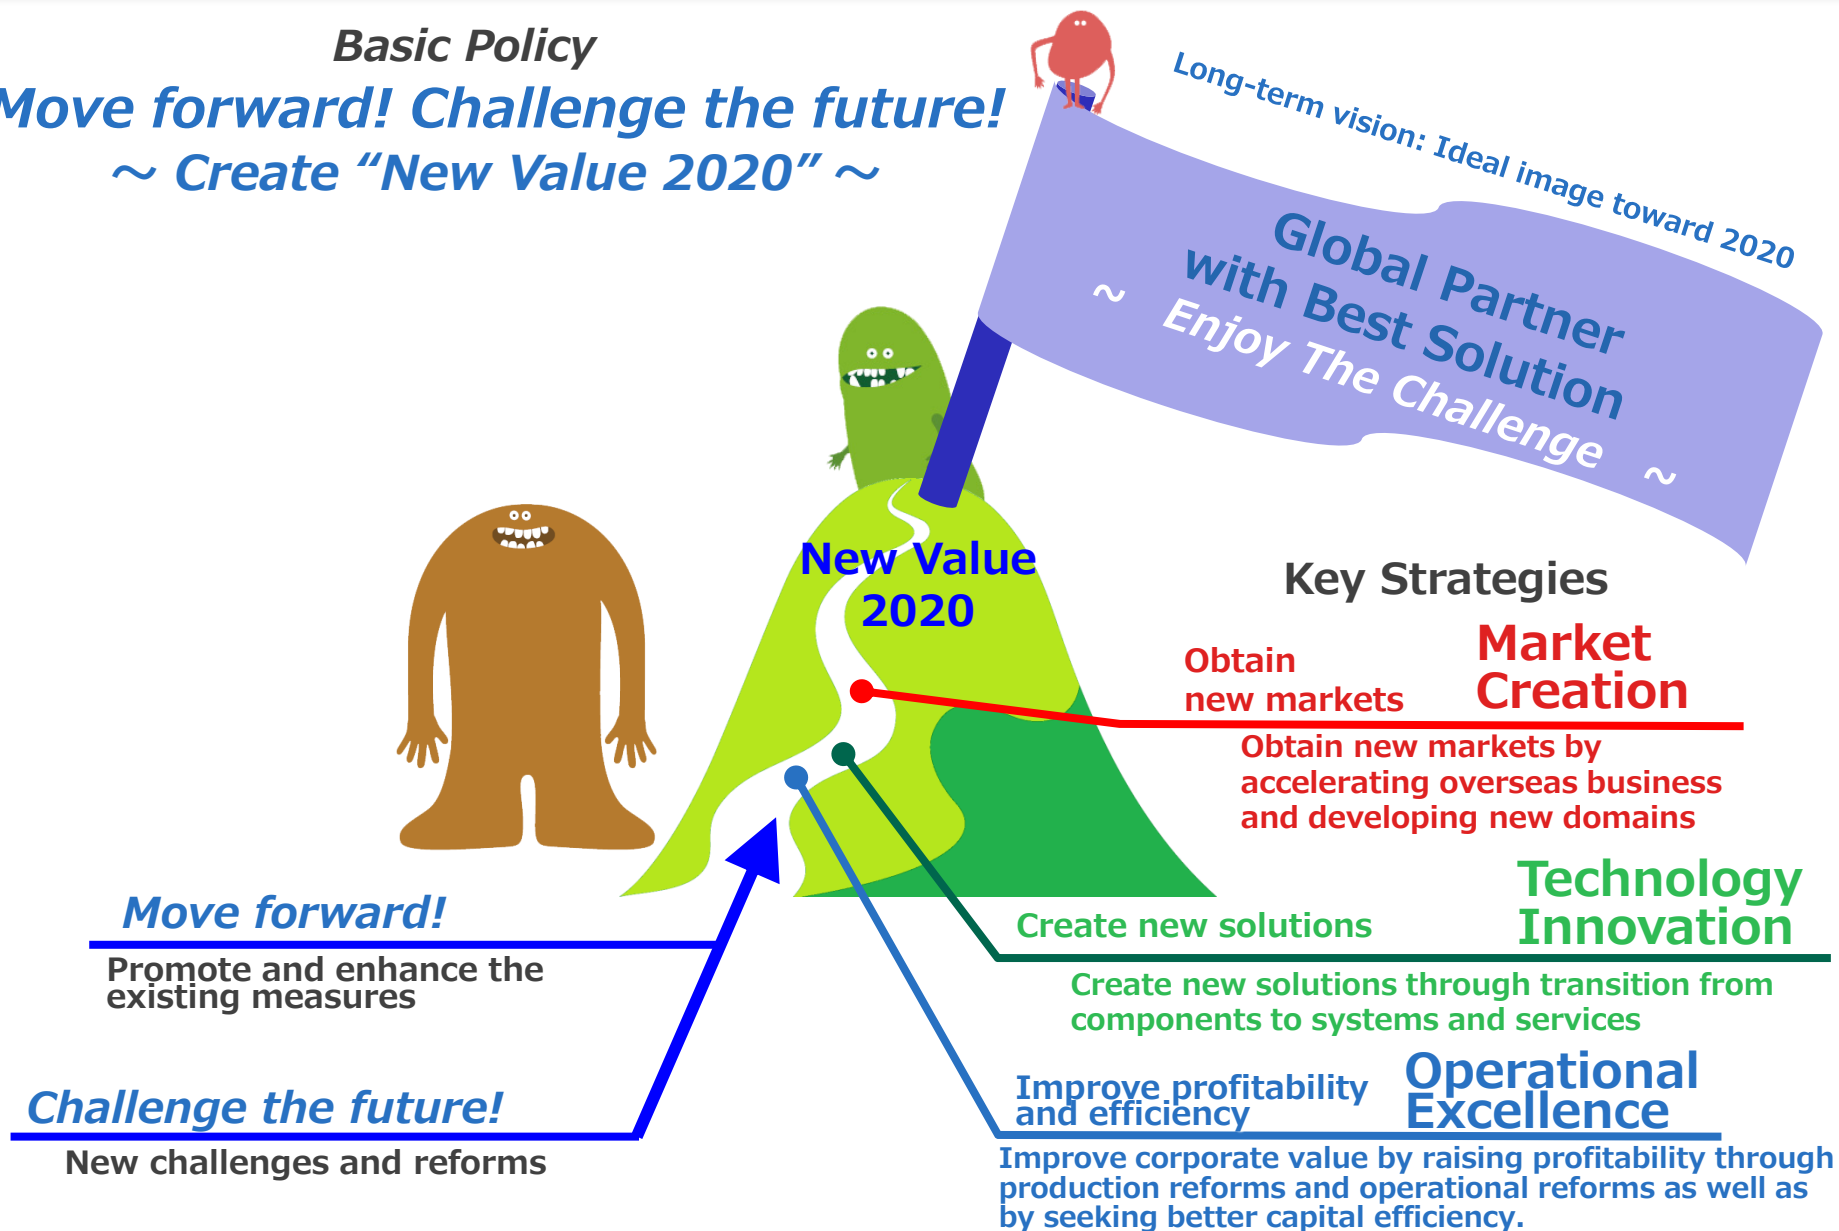 Basic Policy
Move forward! Challenge the future!
～ Create “New Value 2020” ～
Long-term vision: Ideal image toward 2020
Global Partner
with Best Solution
~ Enjoy The Challenge ~
New Value
2020
Key Strategies
Obtain
new markets
Market
Creation
Obtain new markets by
accelerating overseas business
and developing new domains
Create new solutions
Technology
Innovation
Create new solutions through transition from
components to systems and services
Improve profitability
and efficiency
Operational
Excellence
Improve corporate value by raising profitability through
production reforms and operational reforms as well as
by seeking better capital efficiency.
Move forward!
Promote and enhance the
existing measures
Challenge the future!
New challenges and reforms